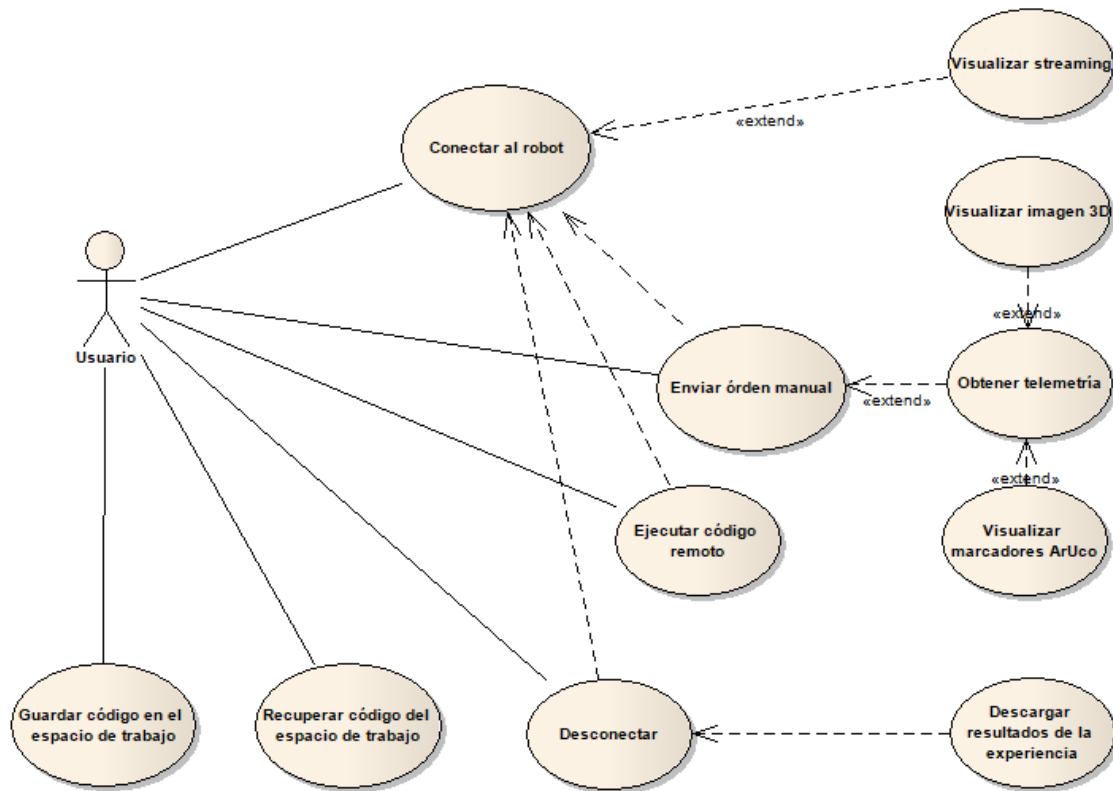 Visualizar streaming
Conectar al robot
«extend»
Visualizar imagen 3D
«extend»
Usuario
Enviar órden manual
«extend»
Obtener telemetría
«extend»
Ejecutar código
remoto
Visualizar
marcadores ArUco
Guardar código en el
espacio de trabajo
Recuperar código del
espacio de trabajo
Desconectar
Descargar
resultados de la
experiencia